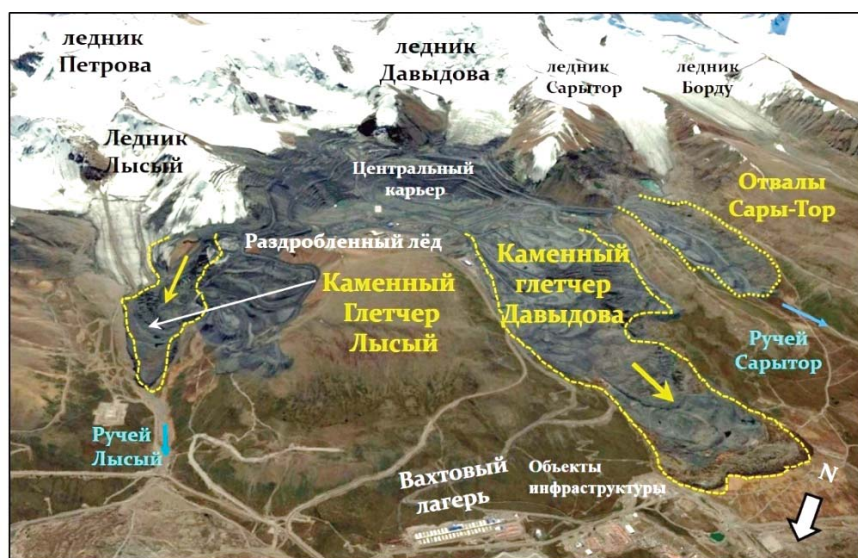 ледник
Петрова
ледник
Давыдова
ледник
Сарытор
ледник
Борду
Ледник
Лысый
Центральный
карьер
Отвалы
Сары-Тор
Раздробленный лёд
Каменный
Глетчер
Лысый
Каменный
глетчер
Давыдова
Ручей
Сарытор
Ручей
Лысый
Вахтовый
лагерь
Объекты
инфраструктуры
N